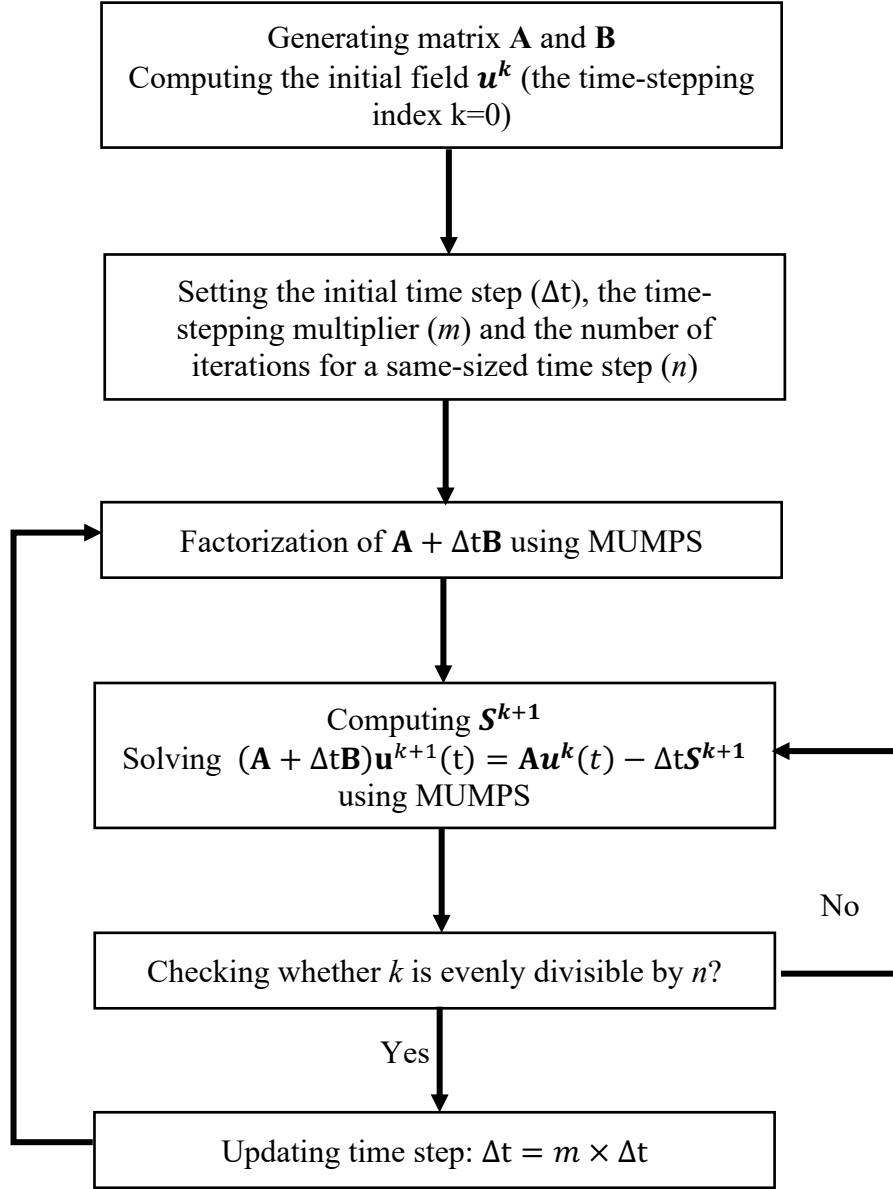 Generating matrix A and B
Computing the initial field u^k (the time-stepping
index k=0)
Setting the initial time step (Δt), the time-
stepping multiplier (m) and the number of
iterations for a same-sized time step (n)
Factorization of A + ΔtB using MUMPS
Computing S^{k+1}
Solving (A + ΔtB)u^{k+1}(t) = Au^k(t) − ΔtS^{k+1}
using MUMPS
No
Checking whether k is evenly divisible by n?
Yes
Updating time step: Δt = m × Δt